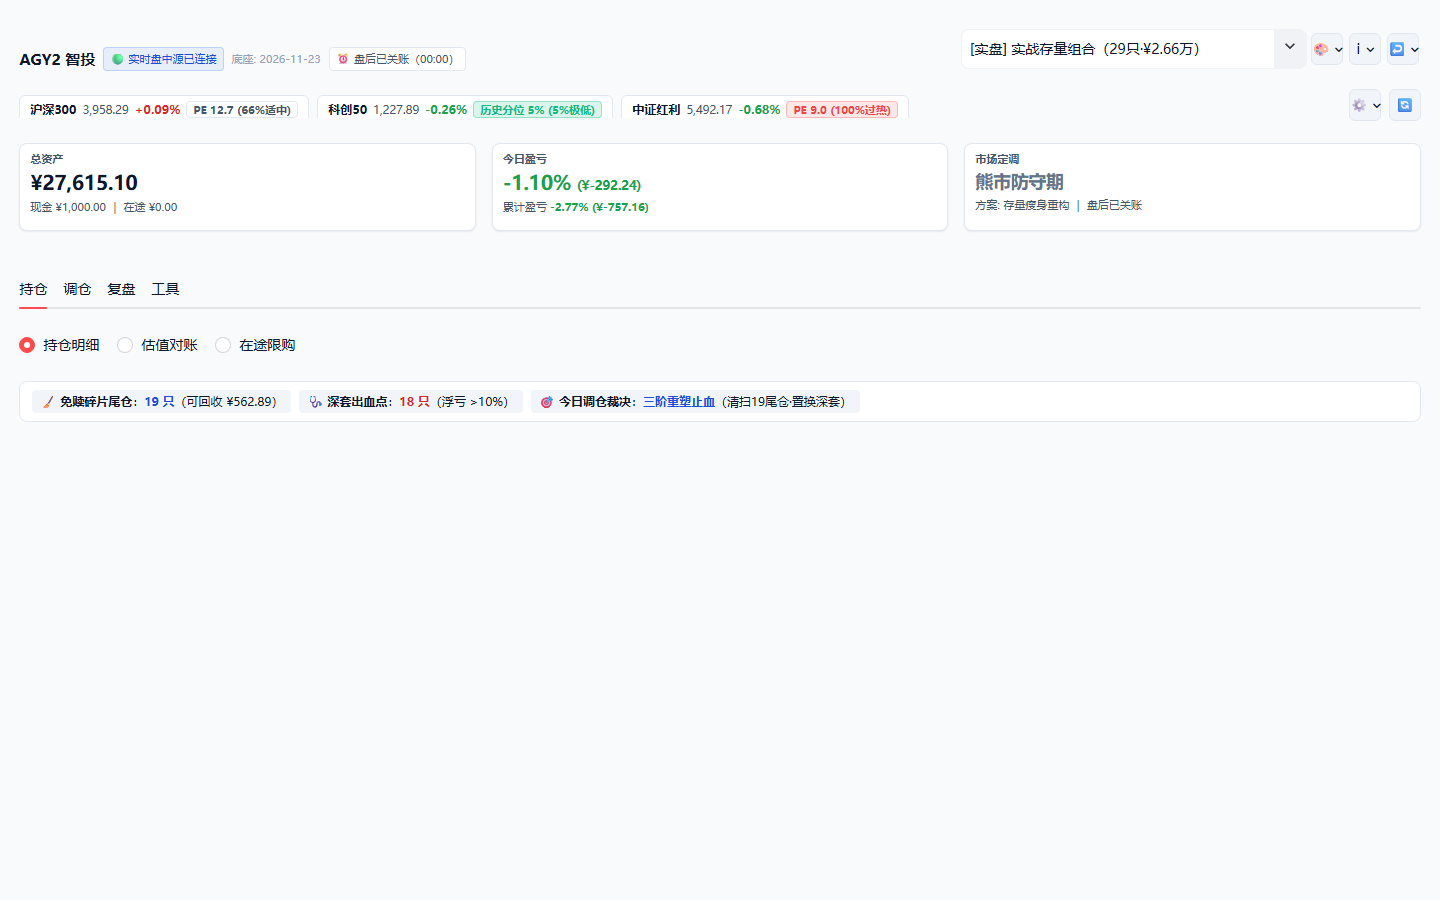 AGY2 智投 实时盘中源已连接 底座: 2026-11-23 盘后已关账 (00:00) [实盘] 实战存量组合（29只·¥2.66万） i
沪深300 3,958.29 +0.09% PE 12.7 (66%适中) 科创50 1,227.89 -0.26% 历史分位 5% (5%极低) 中证红利 5,492.17 -0.68% PE 9.0 (100%过热)
总资产
¥27,615.10
现金 ¥1,000.00 | 在途 ¥0.00
今日盈亏
-1.10% (¥-292.24)
累计盈亏 -2.77% (¥-757.16)
市场定调
熊市防守期
方案: 存量瘦身重构 | 盘后已关账
持仓 调仓 复盘 工具
持仓明细 估值对账 在途限购
免赎碎片尾仓：19 只（可回收 ¥562.89） 深套出血点：18 只（浮亏 >10%） 今日调仓裁决：三阶重塑止血（清扫19尾仓·置换深套）